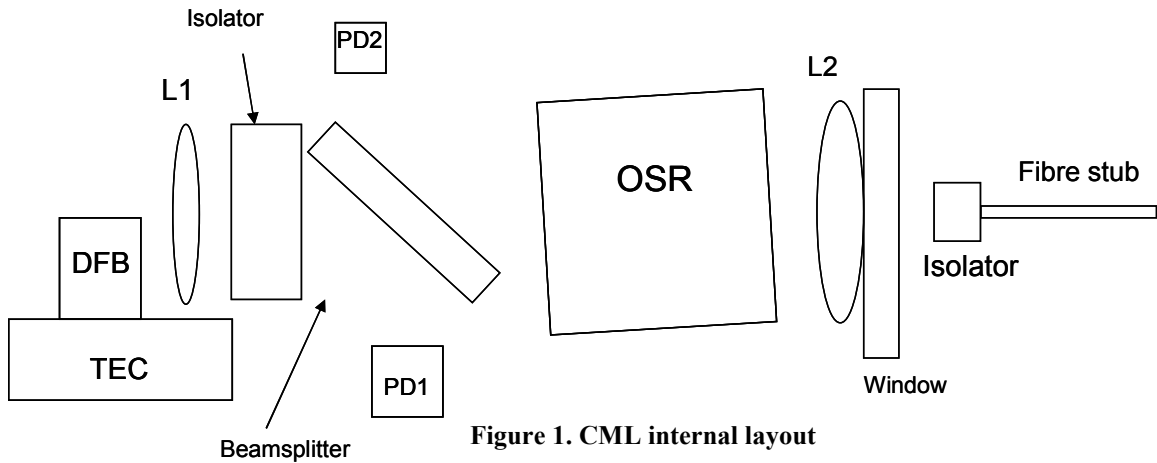 Isolator
PD2
L1
L2
OSR
Fibre stub
DFB
Isolator
TEC
PD1
Window
Beamsplitter
Figure 1. CML internal layout